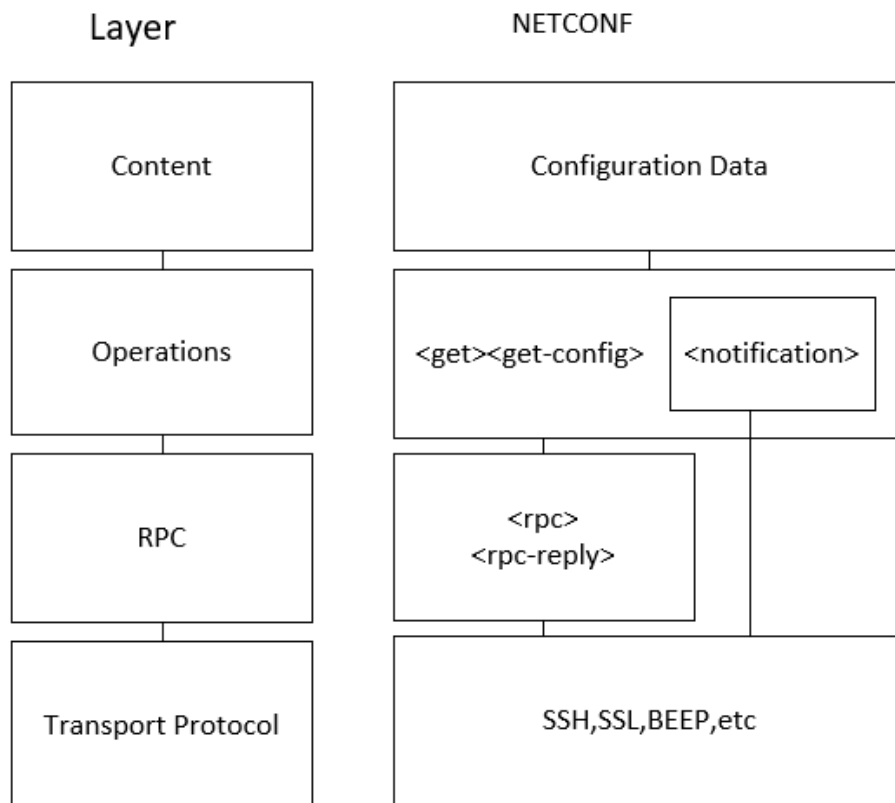 Layer
NETCONF
Content
Configuration Data
Operations
<get><get-config>
<notification>
RPC
<rpc>
<rpc-reply>
Transport Protocol
SSH,SSL,BEEP,etc